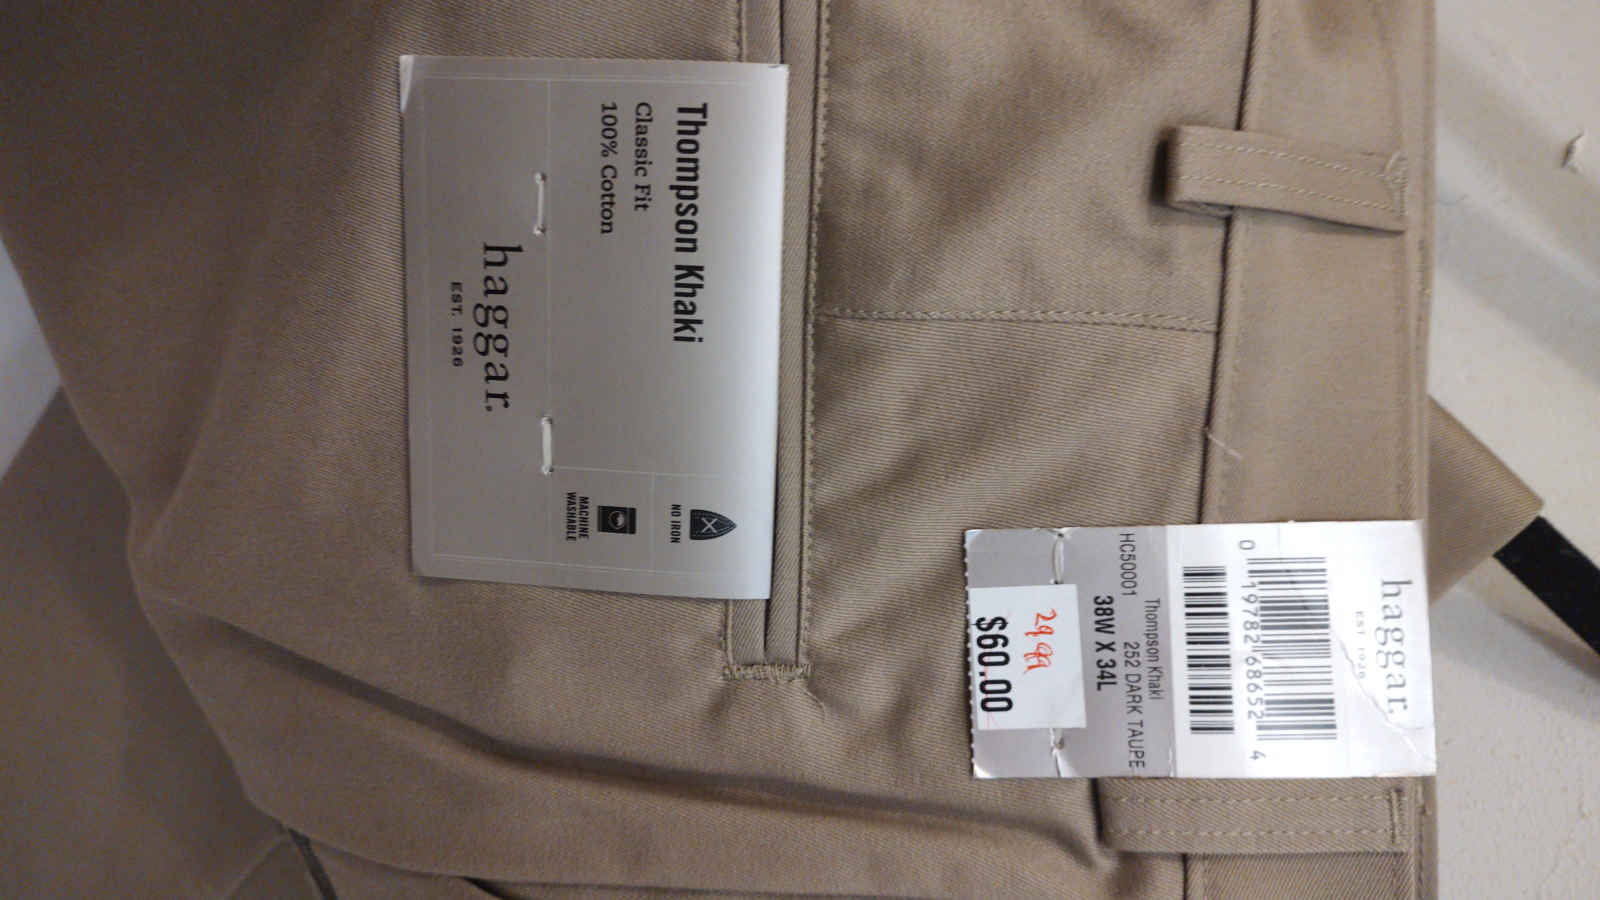 Thompson Khaki
Classic Fit
100% Cotton
NO IRON
MACHINE
WASHABLE
haggar.
EST. 1926
haggar.
EST 1926
0 19782 68652 4
Thompson Khaki
HC50001 252 DARK TAUPE
38W X 34L
29.99
$60.00